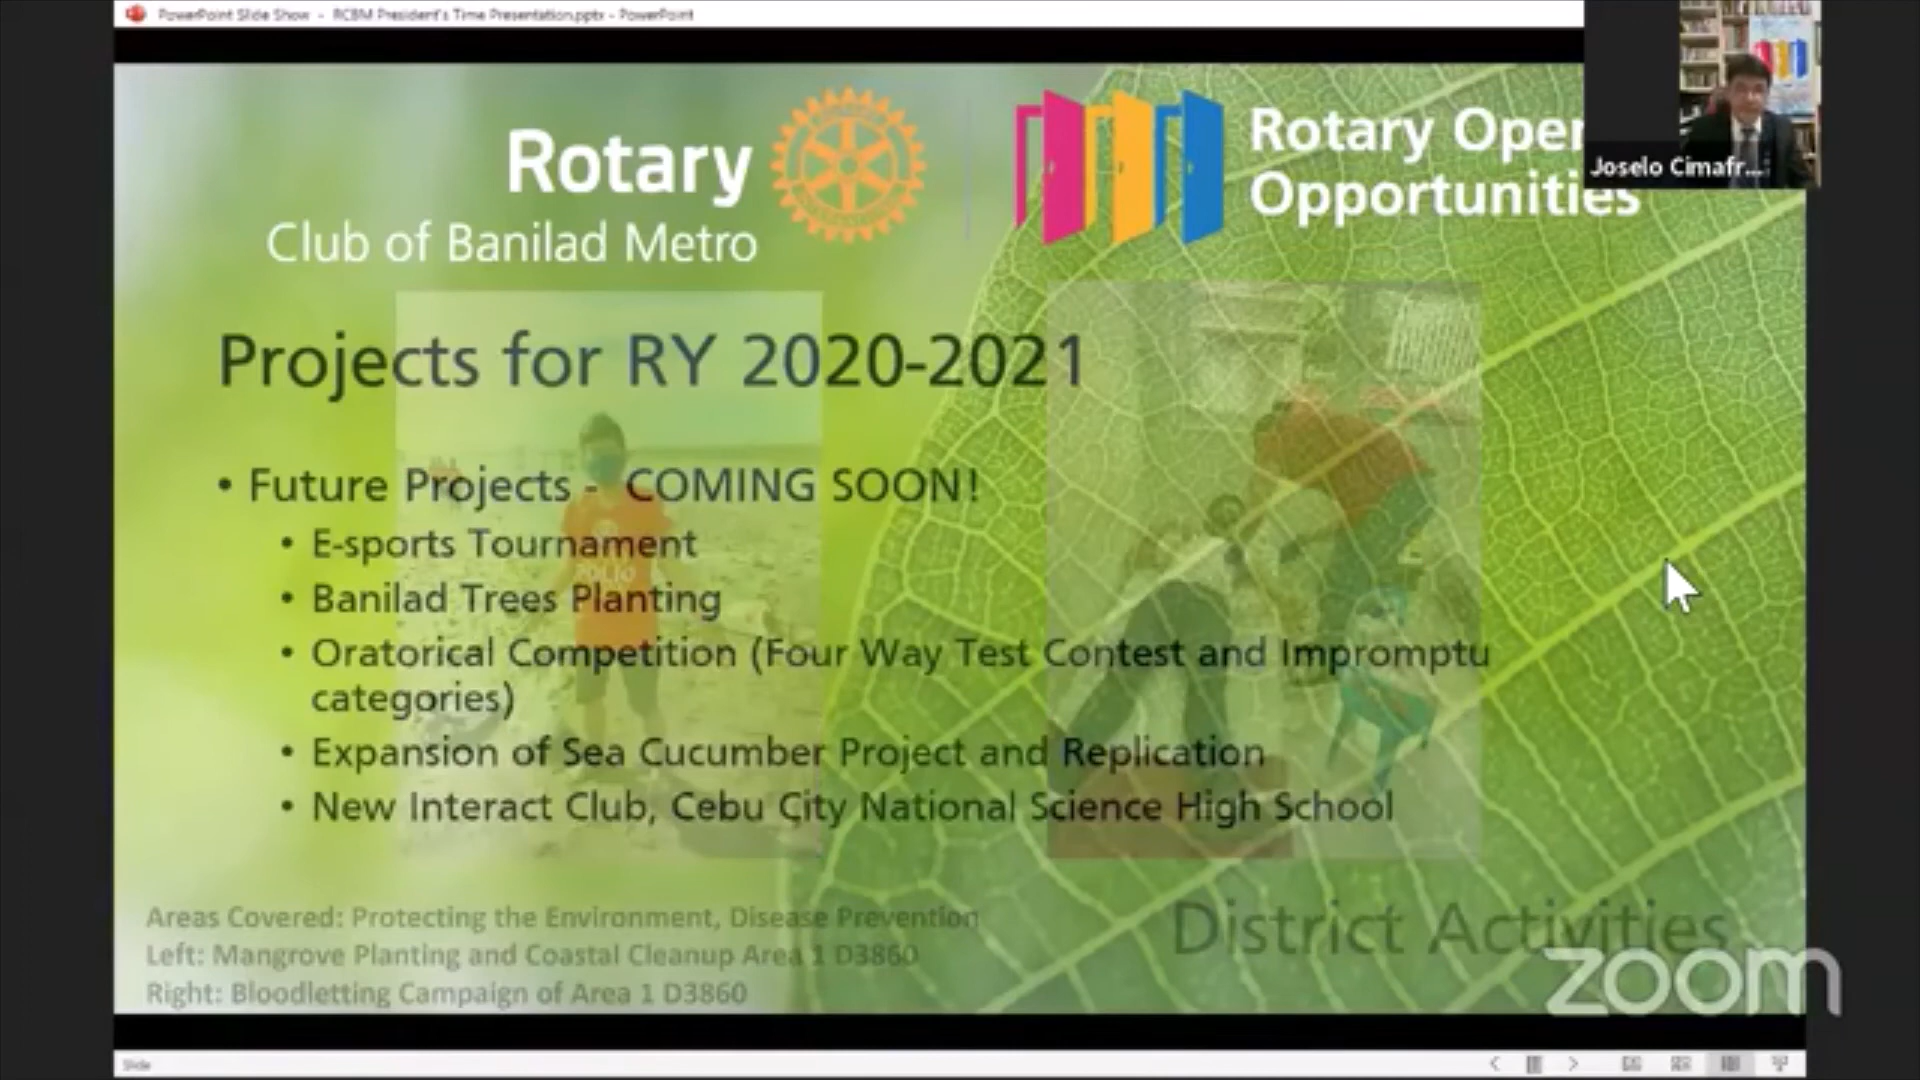 PowerPoint Slide Show - RCBM President's Time Presentation.pptx - PowerPoint
Rotary
Club of Banilad Metro
Rotary Open
Opportunities
Joselo Cimafr...
Projects for RY 2020-2021
• Future Projects - COMING SOON!
• E-sports Tournament
• Banilad Trees Planting
• Oratorical Competition (Four Way Test Contest and Impromptu
categories)
• Expansion of Sea Cucumber Project and Replication
• New Interact Club, Cebu City National Science High School
Areas Covered: Protecting the Environment, Disease Prevention
Left: Mangrove Planting and Coastal Cleanup Area 1 D3860
Right: Bloodletting Campaign of Area 1 D3860
District Activities
zoom
Slide